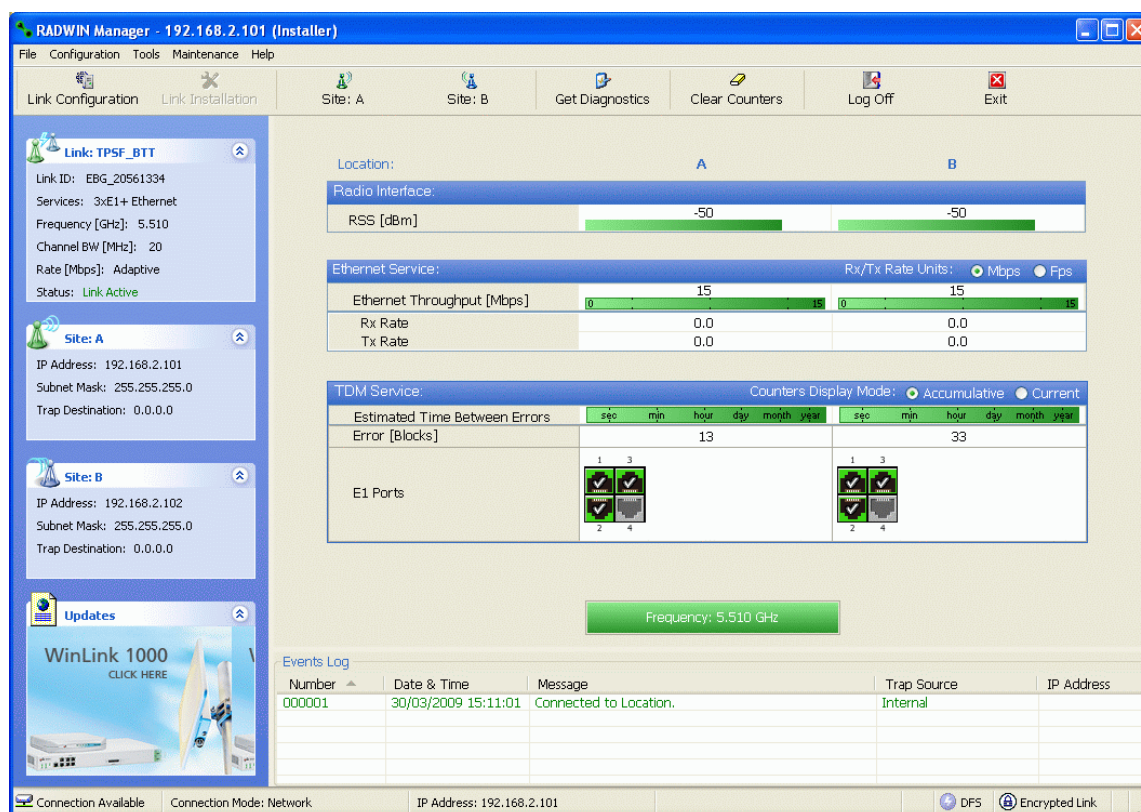 RADWIN Manager - 192.168.2.101 (Installer)
File Configuration Tools Maintenance Help
Link Configuration Link Installation Site: A Site: B Get Diagnostics Clear Counters Log Off Exit
Link: TPSF_BTT
Link ID: EBG_20561334
Services: 3xE1+ Ethernet
Frequency [GHz]: 5.510
Channel BW [MHz]: 20
Rate [Mbps]: Adaptive
Status: Link Active
Site: A
IP Address: 192.168.2.101
Subnet Mask: 255.255.255.0
Trap Destination: 0.0.0.0
Site: B
IP Address: 192.168.2.102
Subnet Mask: 255.255.255.0
Trap Destination: 0.0.0.0
Updates
WinLink 1000
CLICK HERE
Location: A B
Radio Interface:
RSS [dBm] -50 -50
Ethernet Service: Rx/Tx Rate Units: Mbps Fps
Ethernet Throughput [Mbps] 15 15
0 15 0 15
Rx Rate 0.0 0.0
Tx Rate 0.0 0.0
TDM Service: Counters Display Mode: Accumulative Current
Estimated Time Between Errors sec min hour day month year sec min hour day month year
Error [Blocks] 13 33
E1 Ports
1 3 1 3
2 4 2 4
Frequency: 5.510 GHz
Events Log
Number Date & Time Message Trap Source IP Address
000001 30/03/2009 15:11:01 Connected to Location. Internal
Connection Available Connection Mode: Network IP Address: 192.168.2.101 DFS Encrypted Link